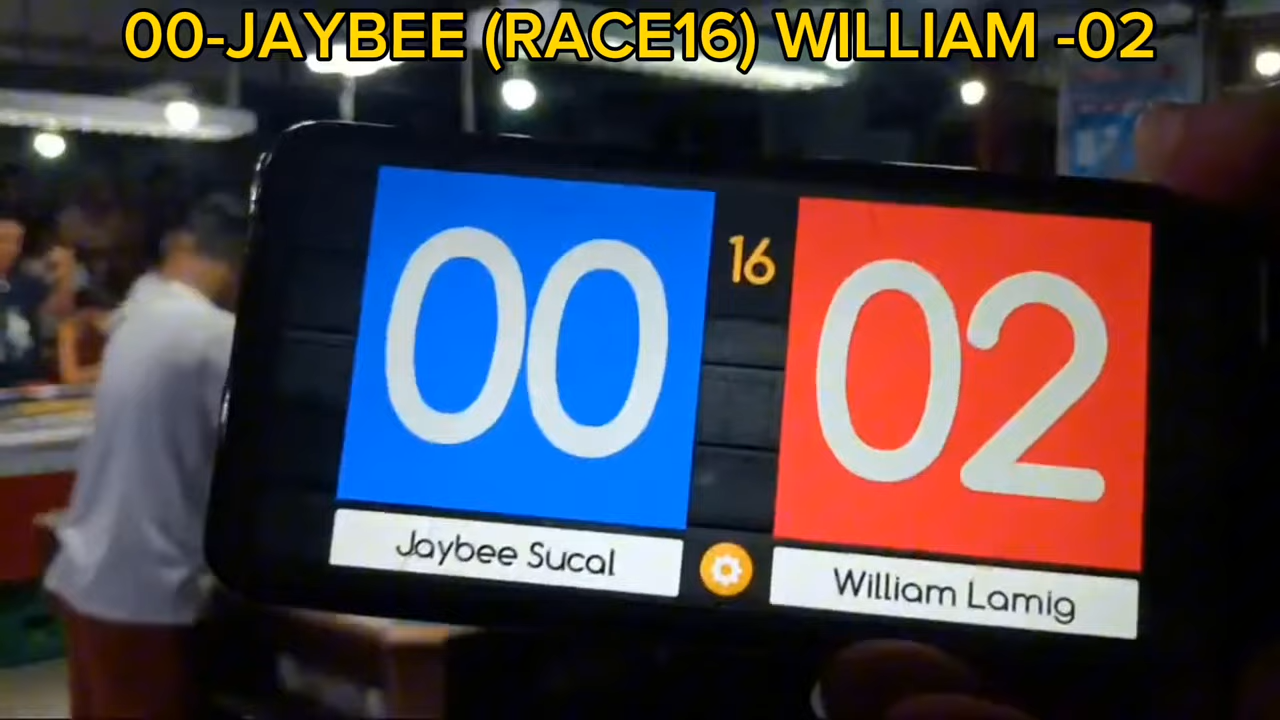 00-JAYBEE (RACE16) WILLIAM -02
00
16
02
Jaybee Sucal
William Lamig